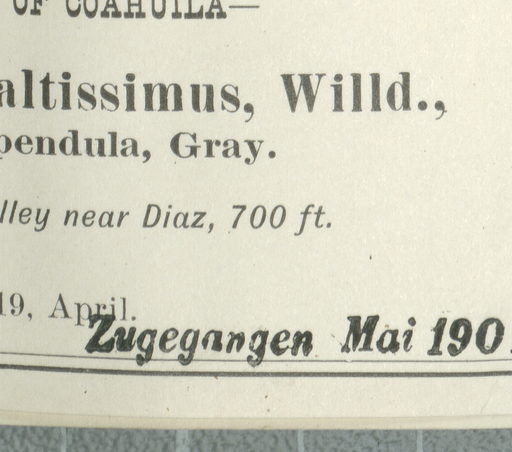 OF COAHUILA—
altissimus, Willd.,
pendula, Gray.
lley near Diaz, 700 ft.
19, April.
Zugegangen Mai 190